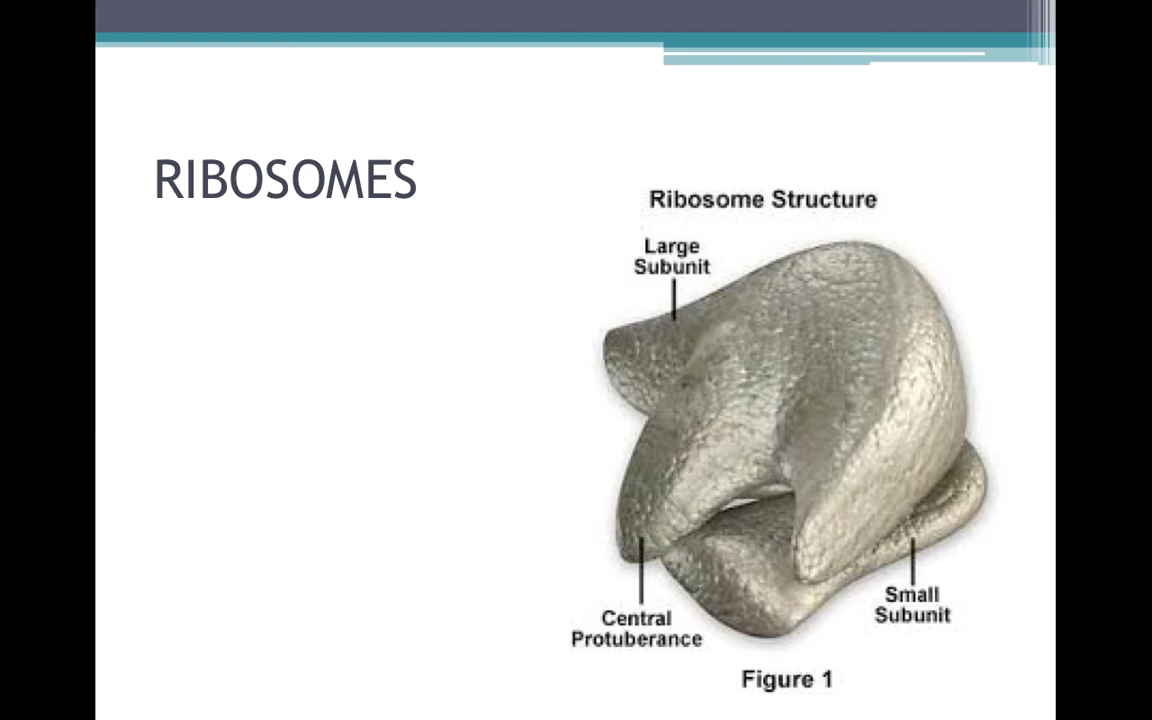 RIBOSOMES
Ribosome Structure
Large
Subunit
Central
Protuberance
Small
Subunit
Figure 1